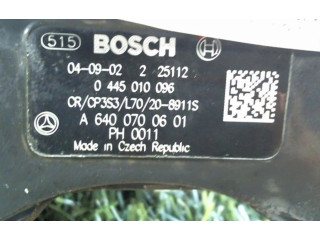 515 BOSCH
04-09-02 2 25112
0 445 010 096
CR/CP3S3/L70/20-8911S
A 640 070 06 01
PH 0011
Made in Czech Republic